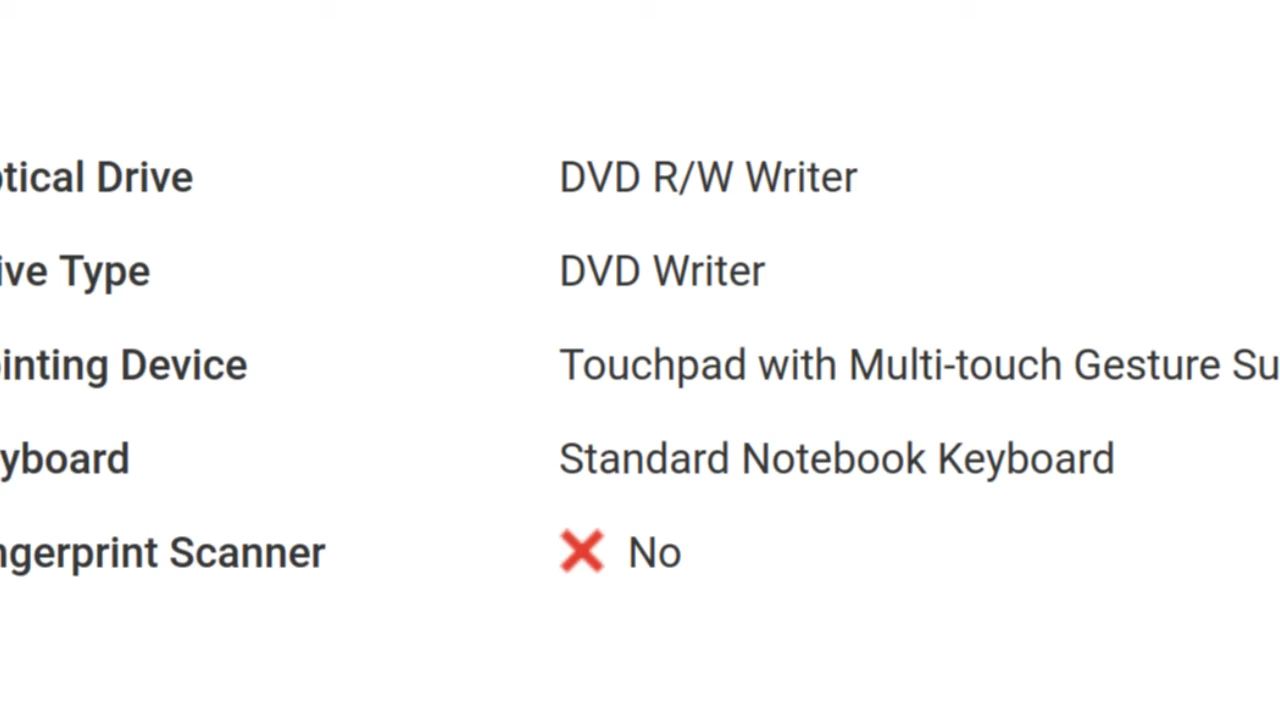 ptical Drive DVD R/W Writer
ive Type DVD Writer
inting Device Touchpad with Multi-touch Gesture Su
yboard Standard Notebook Keyboard
ngerprint Scanner ❌ No